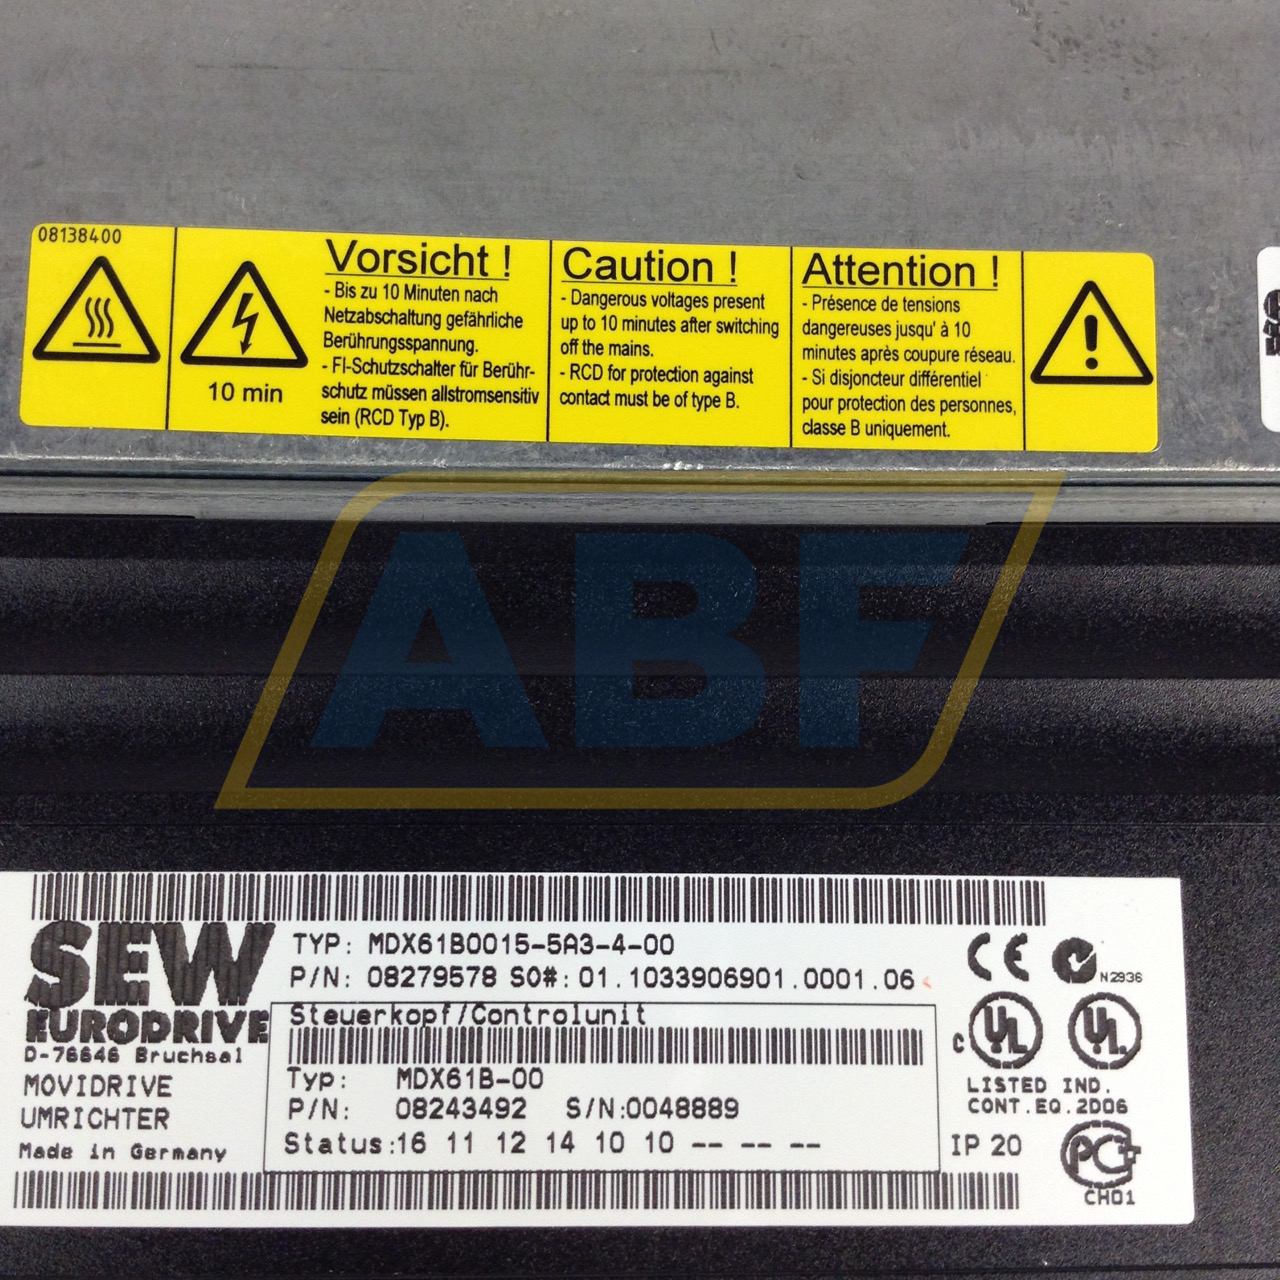 08138400
10 min
Vorsicht !
- Bis zu 10 Minuten nach
Netzabschaltung gefährliche
Berührungsspannung.
- FI-Schutzschalter für Berühr-
schutz müssen allstromsensitiv
sein (RCD Typ B).
Caution !
- Dangerous voltages present
up to 10 minutes after switching
off the mains.
- RCD for protection against
contact must be of type B.
Attention !
- Présence de tensions
dangereuses jusqu' à 10
minutes après coupure réseau.
- Si disjoncteur différentiel
pour protection des personnes,
classe B uniquement.
ABF
SEW
EURODRIVE
D-76646 Bruchsal
MOVIDRIVE
UMRICHTER
Made in Germany
TYP: MDX61B0015-5A3-4-00
P/N: 08279578 SO#: 01.1033906901.0001.06
Steuerkopf/Controlunit
Typ: MDX61B-00
P/N: 08243492 S/N:0048889
Status:16 11 12 14 10 10 -- -- --
CE
N2936
c UL UL
LISTED IND.
CONT.EQ.2D06
IP 20
CH01